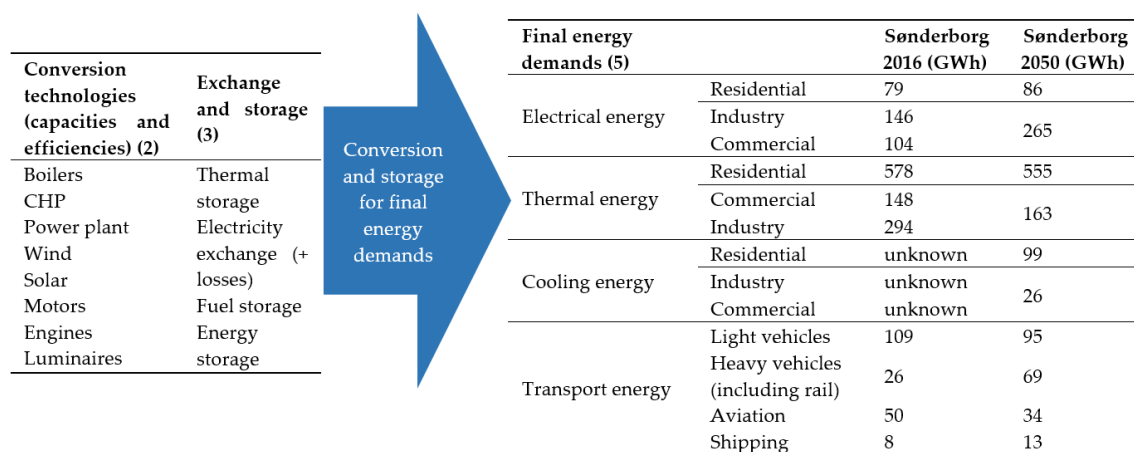 Conversion
technologies
(capacities and
efficiencies) (2)
Exchange
and storage
(3)
Boilers
CHP
Power plant
Wind
Solar
Motors
Engines
Luminaires
Thermal
storage
Electricity
exchange (+
losses)
Fuel storage
Energy
storage
Conversion
and storage
for final
energy
demands
Final energy
demands (5)
Sønderborg
2016 (GWh)
Sønderborg
2050 (GWh)
Electrical energy
Residential 79 86
Industry 146
265
Commercial 104
Thermal energy
Residential 578 555
Commercial 148
163
Industry 294
Cooling energy
Residential unknown 99
Industry unknown
26
Commercial unknown
Transport energy
Light vehicles 109 95
Heavy vehicles
(including rail) 26 69
Aviation 50 34
Shipping 8 13